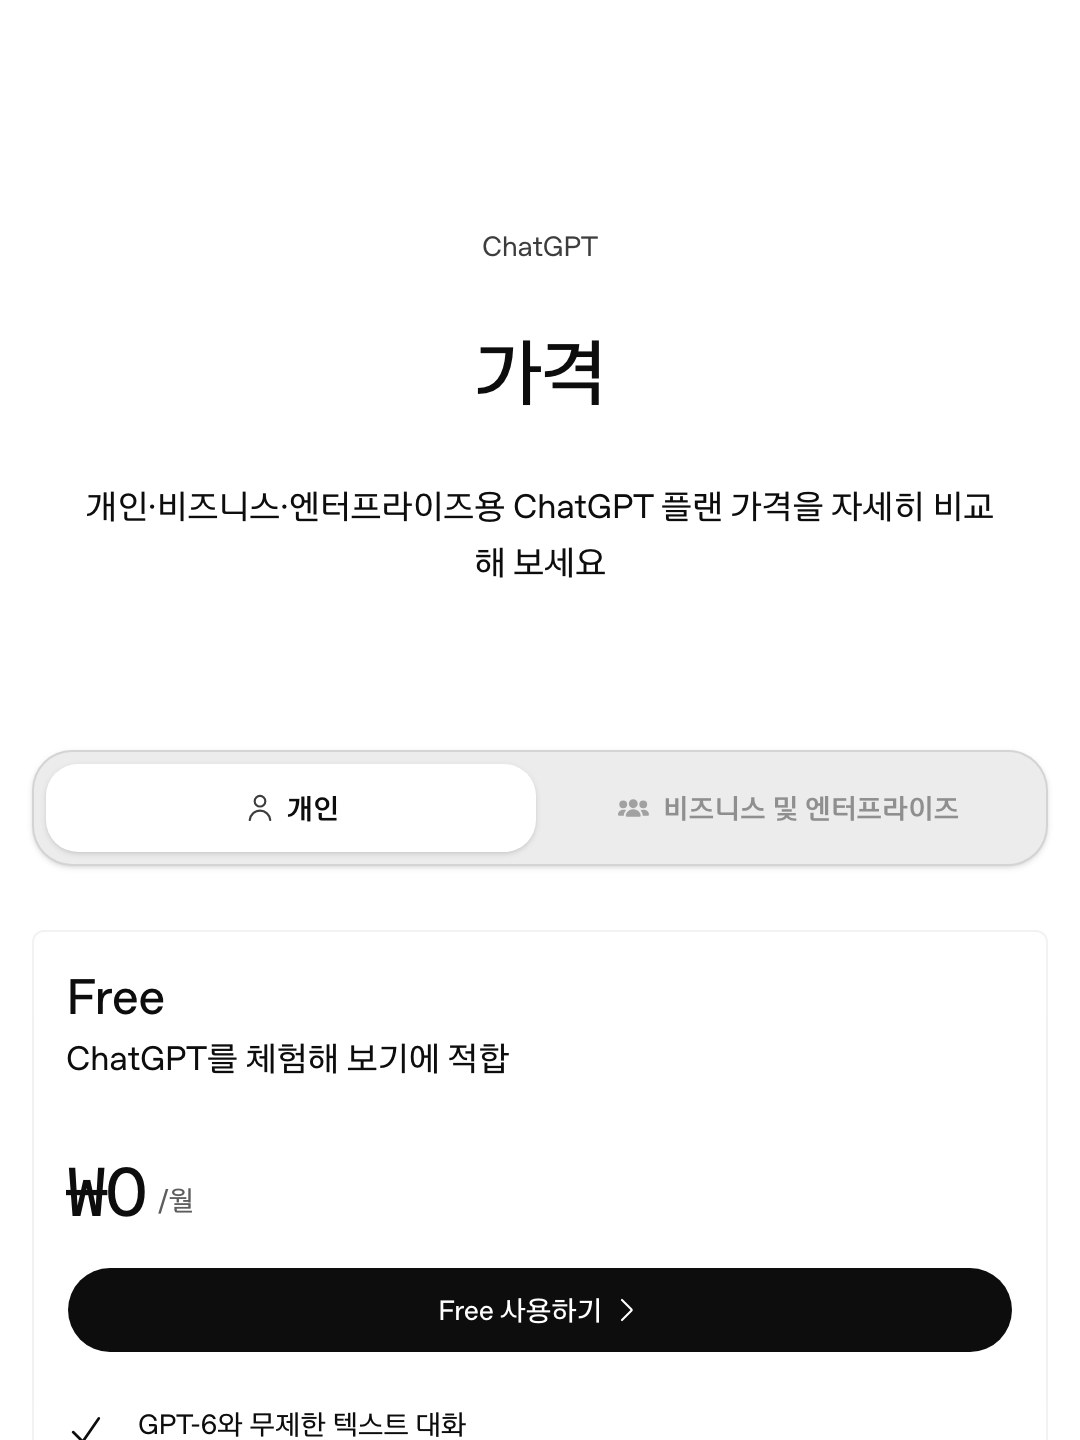 ChatGPT
가격
개인·비즈니스·엔터프라이즈용 ChatGPT 플랜 가격을 자세히 비교
해 보세요
개인
비즈니스 및 엔터프라이즈
Free
ChatGPT를 체험해 보기에 적합
₩0 /월
Free 사용하기
GPT-6와 무제한 텍스트 대화